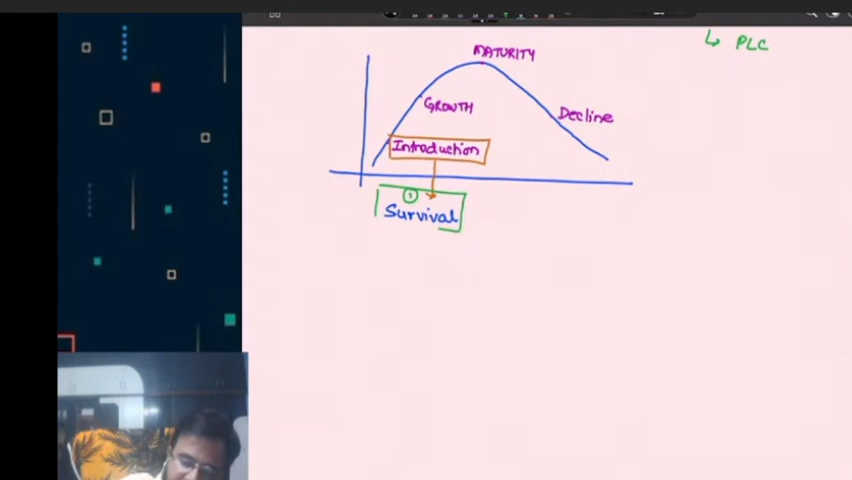 PLC
MATURITY
GROWTH
Decline
Introduction
1
Survival